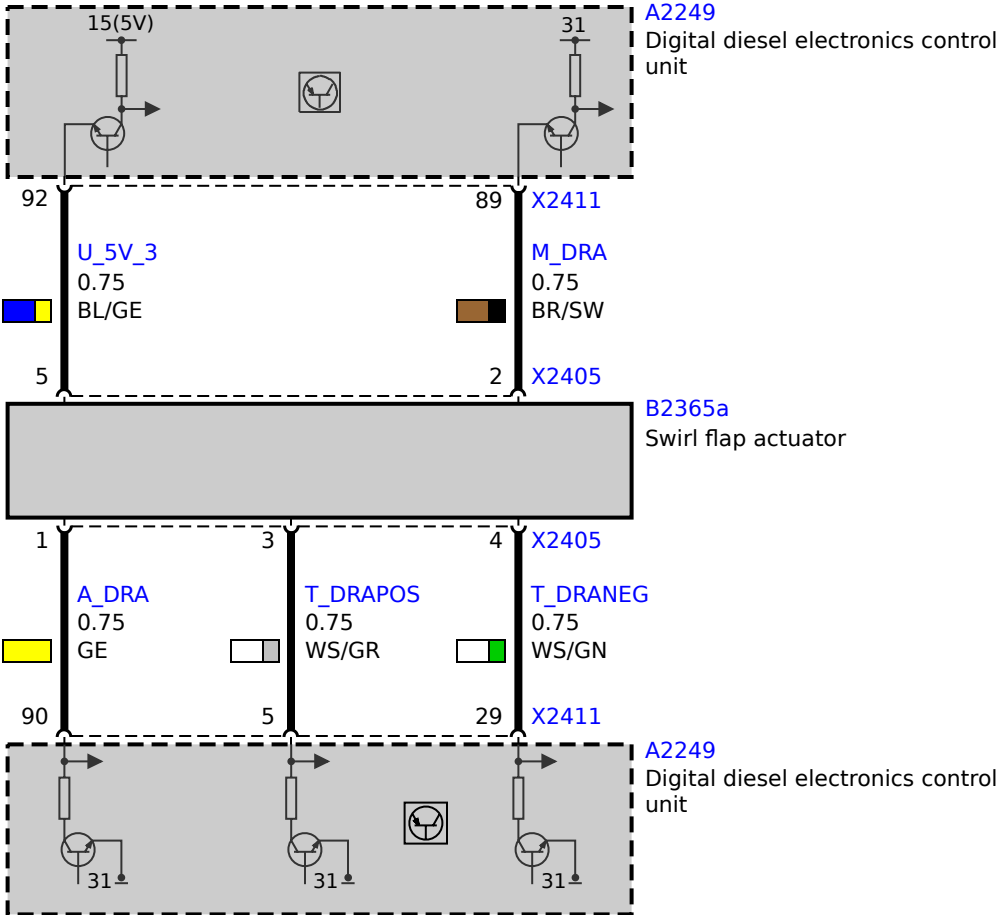 15(5V)
31
A2249
Digital diesel electronics control
unit
92
89
X2411
U_5V_3
0.75
BL/GE
M_DRA
0.75
BR/SW
5
2
X2405
B2365a
Swirl flap actuator
1
3
4
X2405
A_DRA
0.75
GE
T_DRAPOS
0.75
WS/GR
T_DRANEG
0.75
WS/GN
90
5
29
X2411
A2249
Digital diesel electronics control
unit
31
31
31